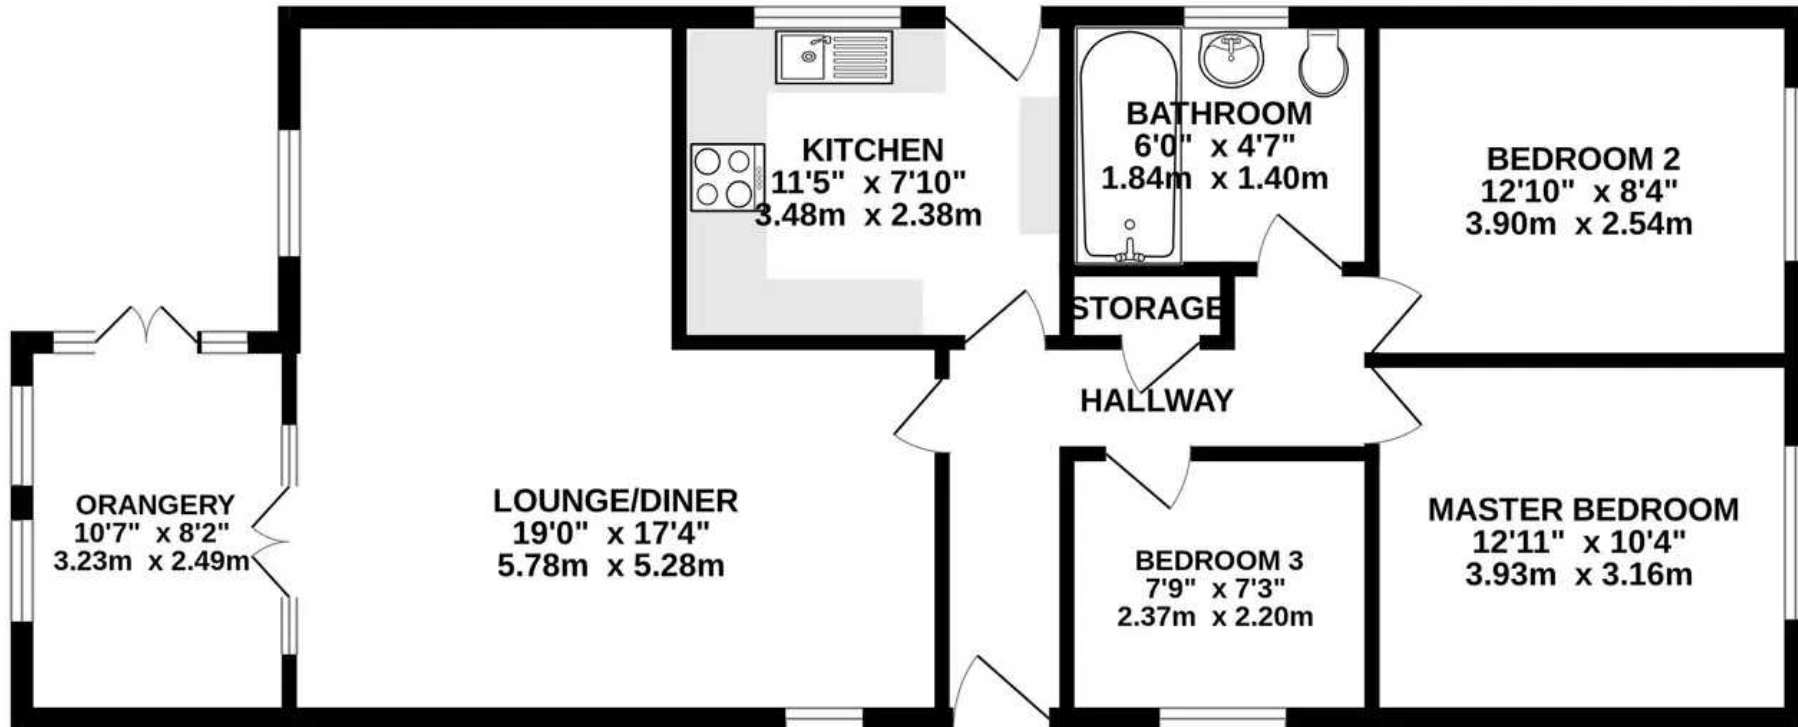 KITCHEN
11'5" x 7'10"
3.48m x 2.38m
BATHROOM
6'0" x 4'7"
1.84m x 1.40m
BEDROOM 2
12'10" x 8'4"
3.90m x 2.54m
STORAGE
HALLWAY
ORANGERY
10'7" x 8'2"
3.23m x 2.49m
LOUNGE/DINER
19'0" x 17'4"
5.78m x 5.28m
BEDROOM 3
7'9" x 7'3"
2.37m x 2.20m
MASTER BEDROOM
12'11" x 10'4"
3.93m x 3.16m